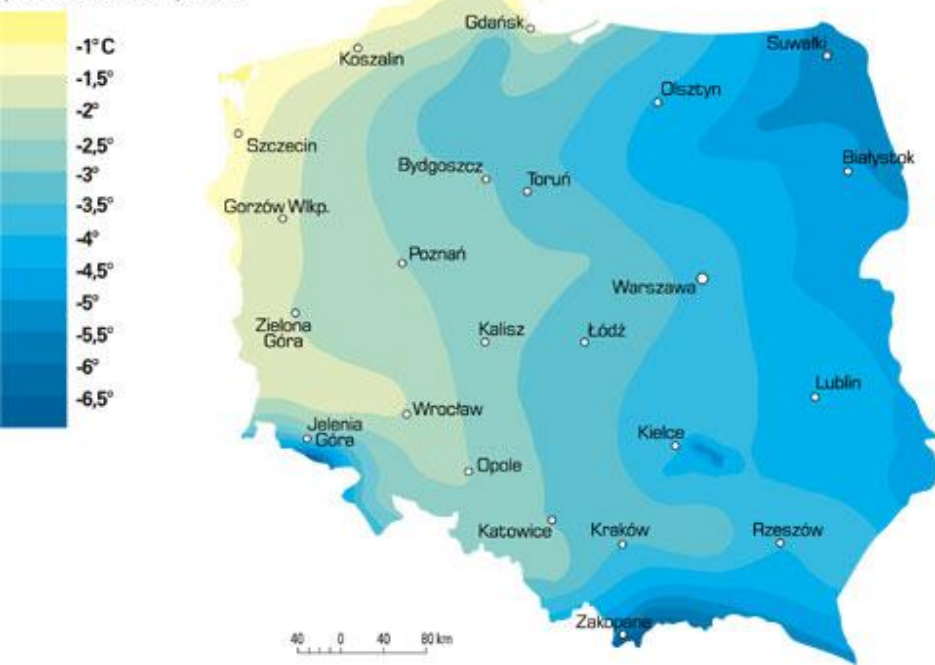 -1°C
-1,5°
-2°
-2,5°
-3°
-3,5°
-4°
-4,5°
-5°
-5,5°
-6°
-6,5°
Gdańsk
Koszalin
Suwałki
Olsztyn
Szczecin
Białystok
Bydgoszcz
Toruń
Gorzów Wlkp.
Poznań
Warszawa
Zielona
Góra
Kalisz
Łódź
Lublin
Wrocław
Jelenia
Góra
Kielce
Opole
Katowice
Kraków
Rzeszów
Zakopane
40 0 40 80 km